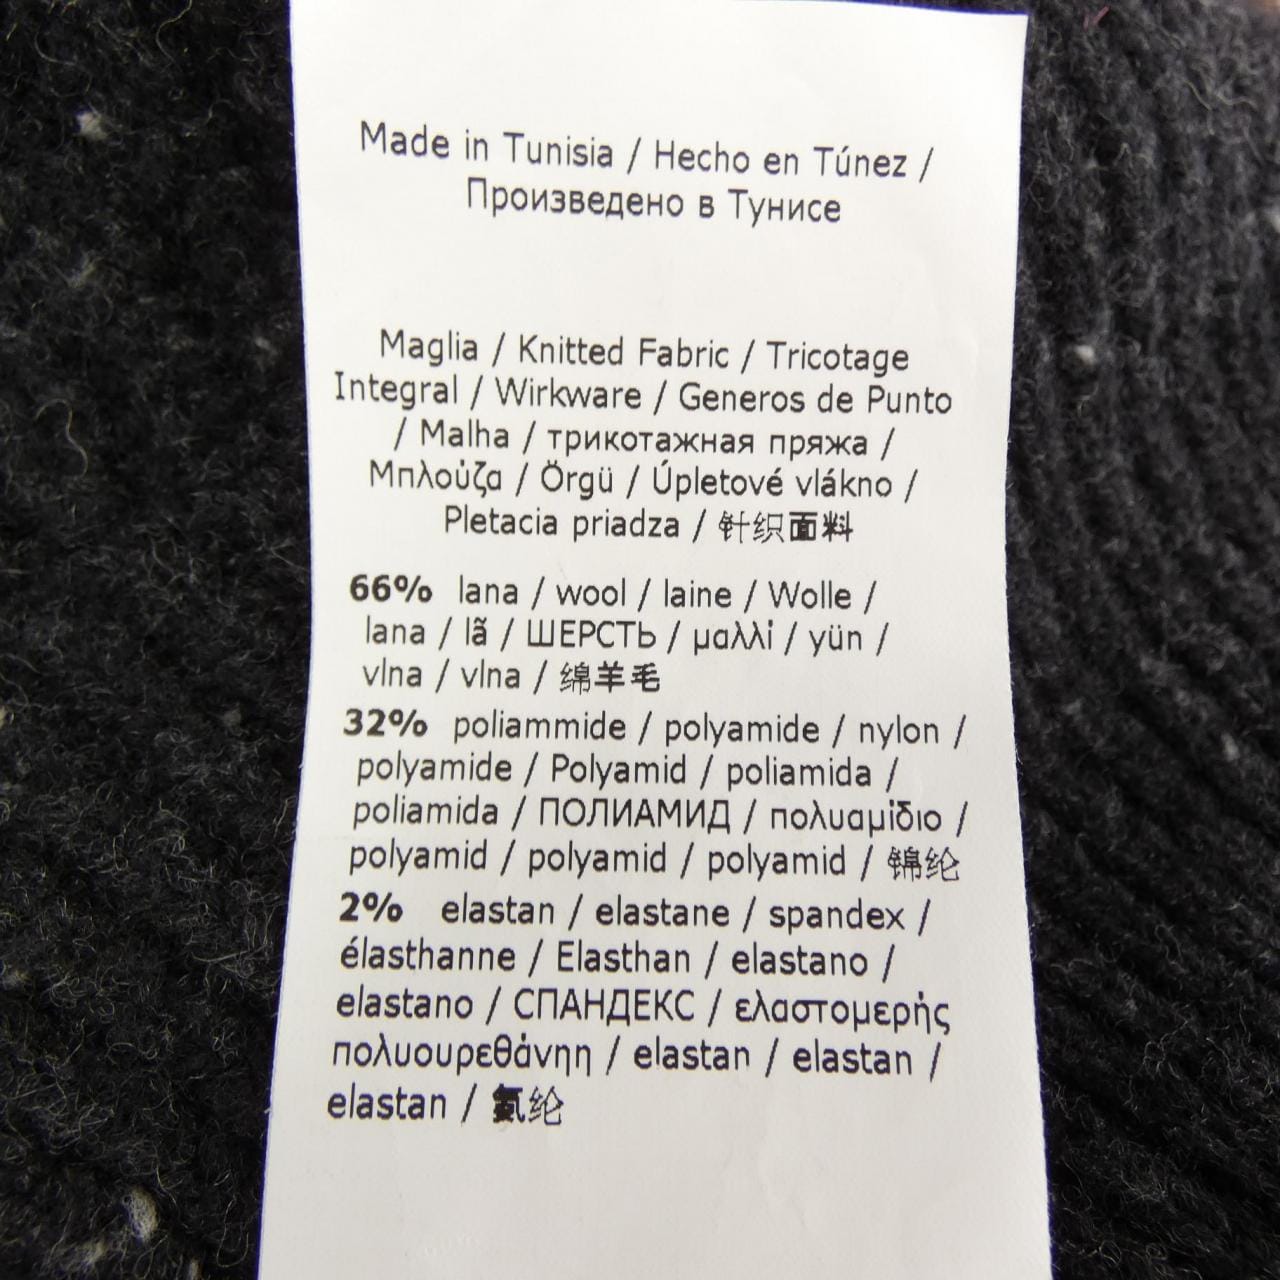 Made in Tunisia / Hecho en Túnez /
Произведено в Тунисе
Maglia / Knitted Fabric / Tricotage
Integral / Wirkware / Generos de Punto
/ Malha / трикотажная пряжа /
Μπλούζα / Örgü / Úpletové vlákno /
Pletacia priadza / 针织面料
66% lana / wool / laine / Wolle /
lana / lã / ШЕРСТЬ / μαλλί / yün /
vlna / vlna / 绵羊毛
32% poliammide / polyamide / nylon /
polyamide / Polyamid / poliamida /
poliamida / ПОЛИАМИД / πολυαμίδιο /
polyamid / polyamid / polyamid / 锦纶
2% elastan / elastane / spandex /
élasthanne / Elasthan / elastano /
elastano / СПАНДЕКС / ελαστομερής
πολυουρεθάνηη / elastan / elastan /
elastan / 氨纶